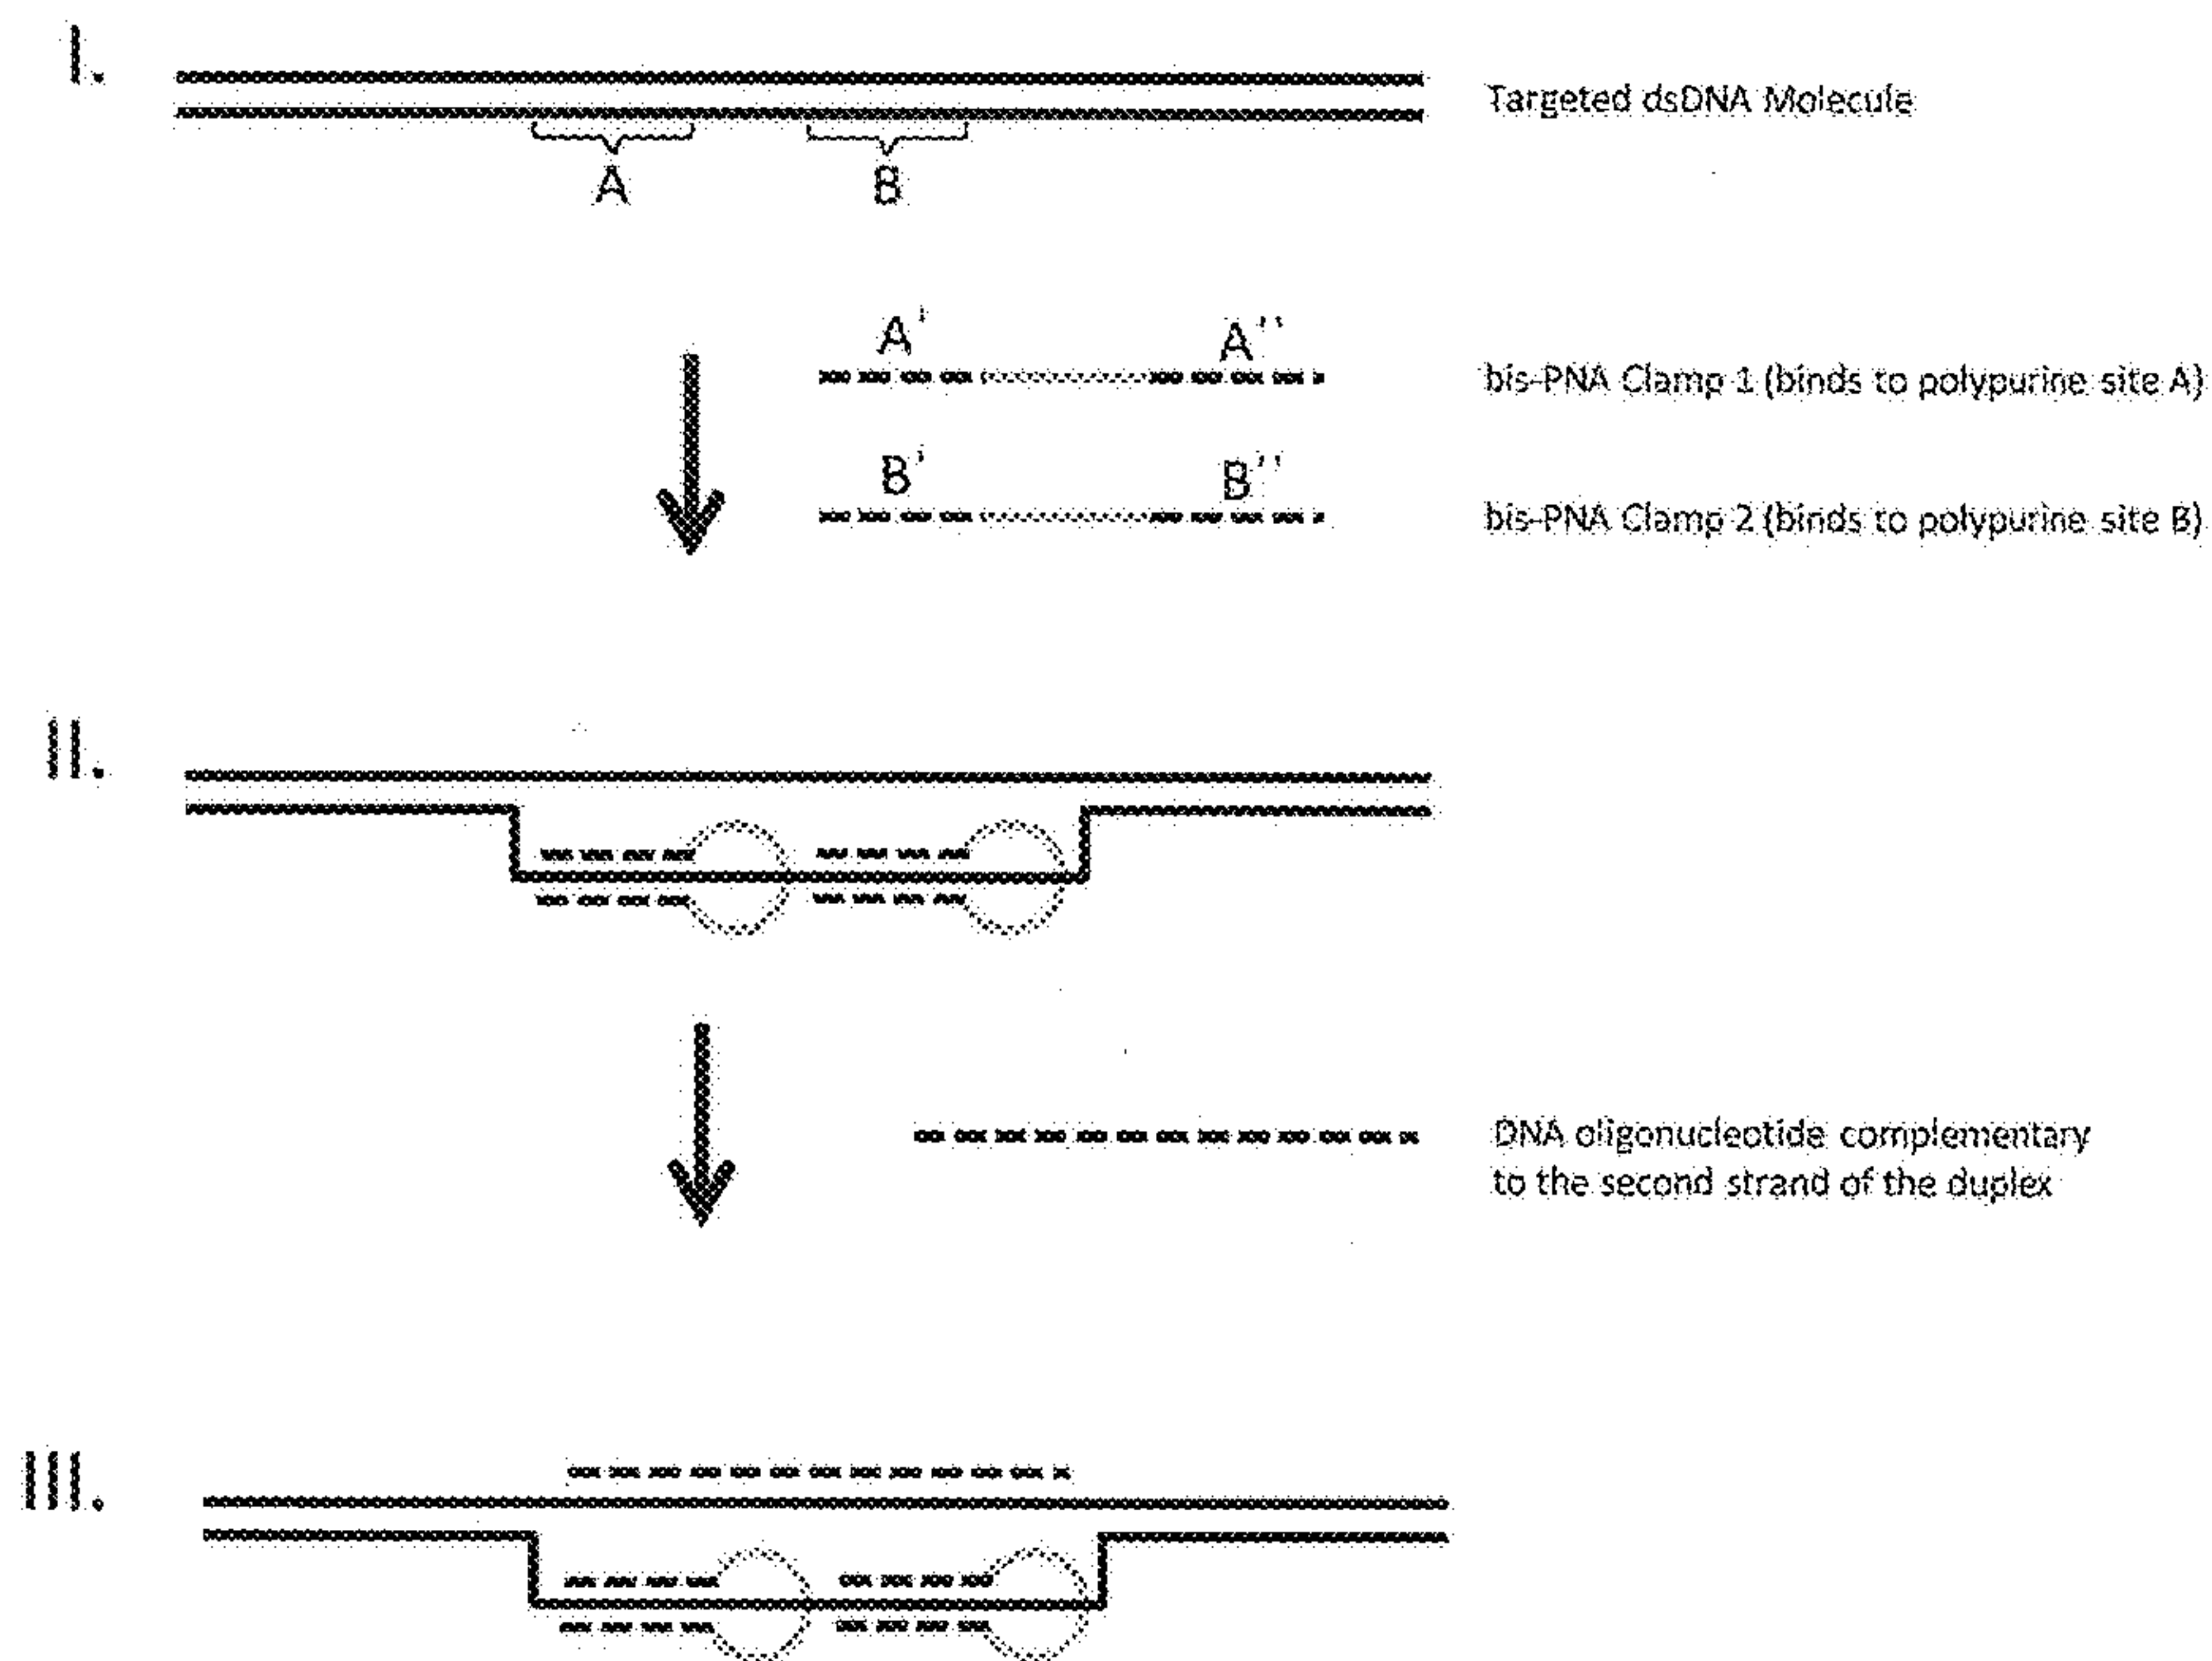 I.
Targeted dsDNA Molecule
A
B
A'
A''
bis-PNA Clamp 1 (binds to polypurine site A)
B'
B''
bis-PNA Clamp 2 (binds to polypurine site B)
II.
DNA oligonucleotide complementary
to the second strand of the duplex
III.